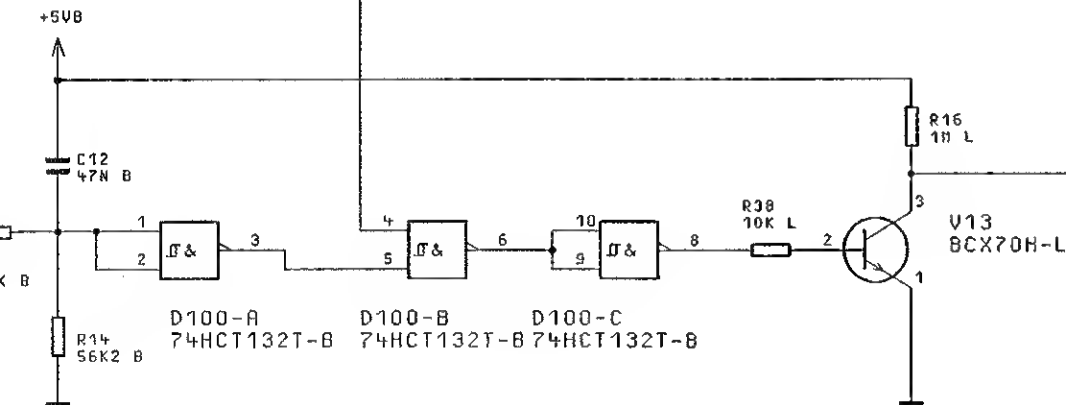 +5VB
R16
1M L
C12
47N B
1
2
3
4
5
6
10
9
8
R38
10K L
2
3
1
V13
BCX70H-L
B
R14
56K2 B
D100-A
74HCT132T-B
D100-B
74HCT132T-B
D100-C
74HCT132T-B
&
&
&